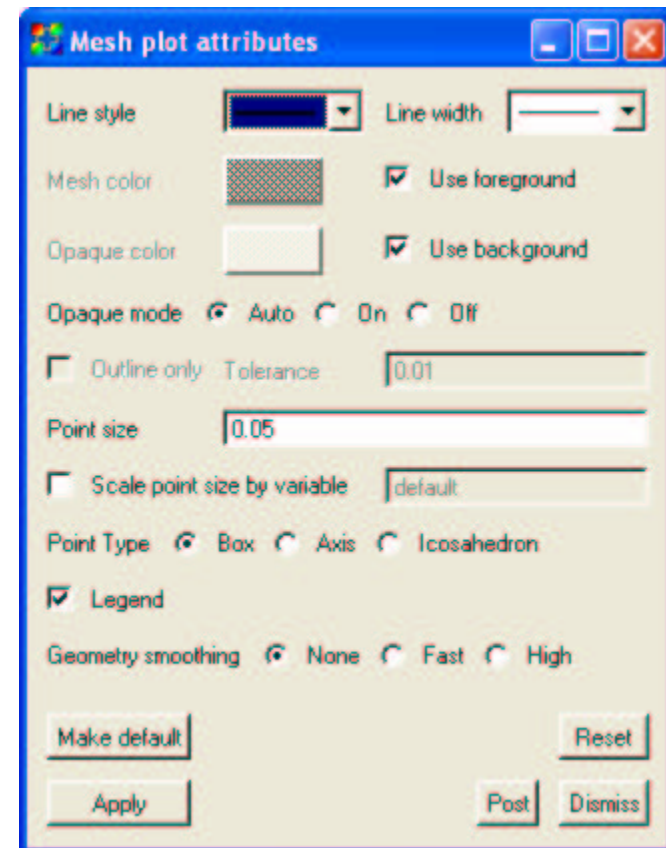 Mesh plot attributes
Line style Line width
Mesh color Use foreground
Opaque color Use background
Opaque mode Auto On Off
Outline only Tolerance 0.01
Point size 0.05
Scale point size by variable default
Point Type Box Axis Icosahedron
Legend
Geometry smoothing None Fast High
Make default Reset
Apply Post Dismiss